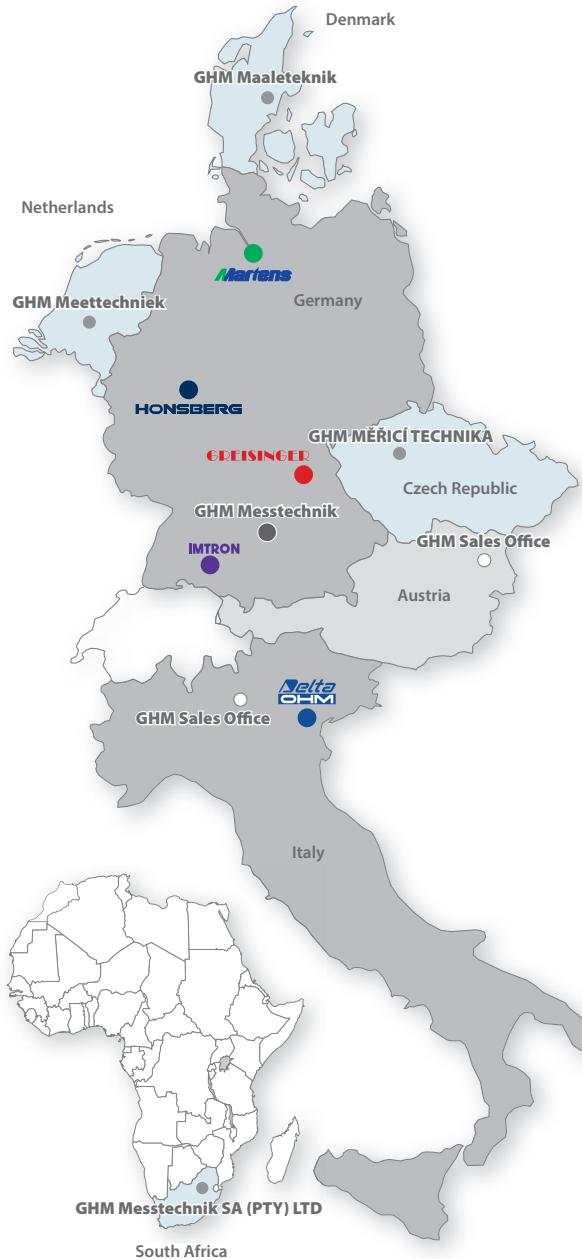 Denmark
GHM Maaleteknik
Netherlands
Martens
GHM Meettechniek
Germany
HONSBERG
GHM MĚŘICÍ TECHNIKA
GREISINGER
Czech Republic
GHM Messtechnik
GHM Sales Office
IMTRON
Austria
Delta
OHM
GHM Sales Office
Italy
GHM Messtechnik SA (PTY) LTD
South Africa